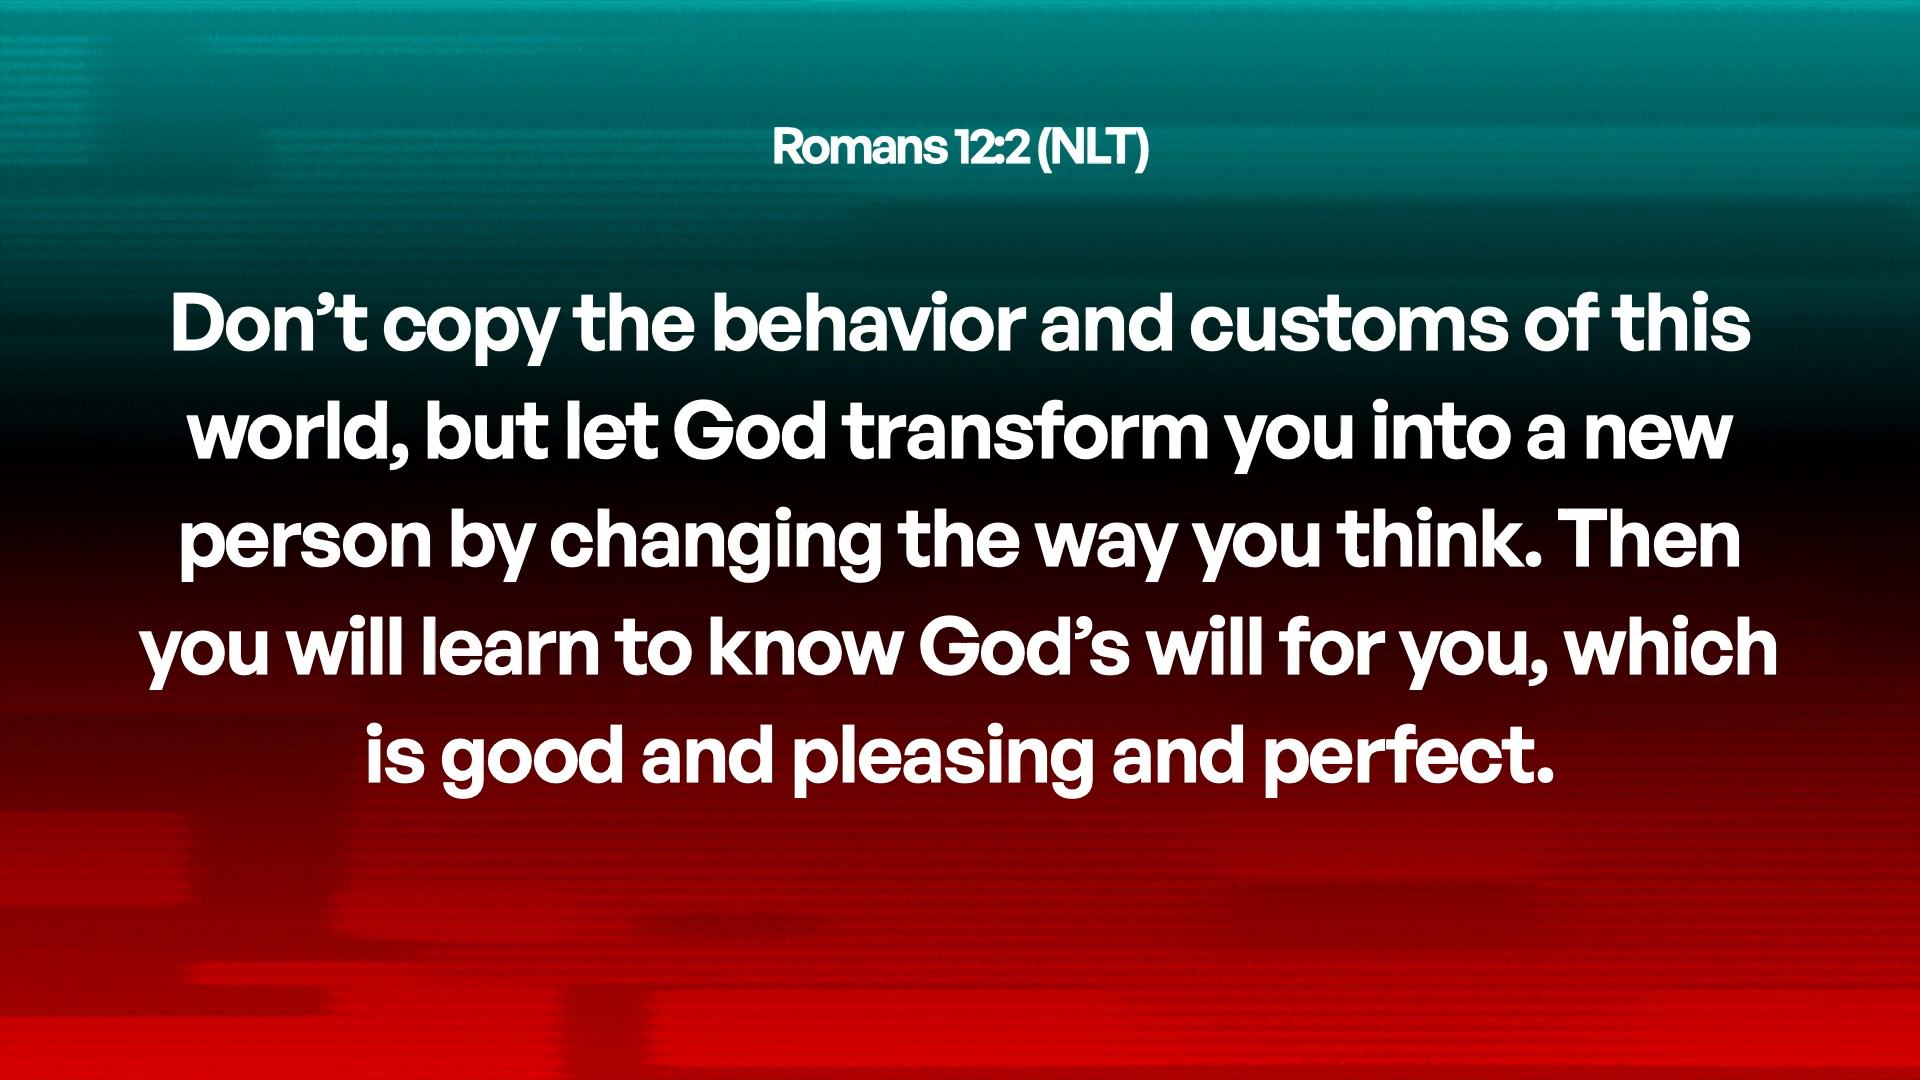 Romans 12:2 (NLT)
Don’t copy the behavior and customs of this
world, but let God transform you into a new
person by changing the way you think. Then
you will learn to know God’s will for you, which
is good and pleasing and perfect.